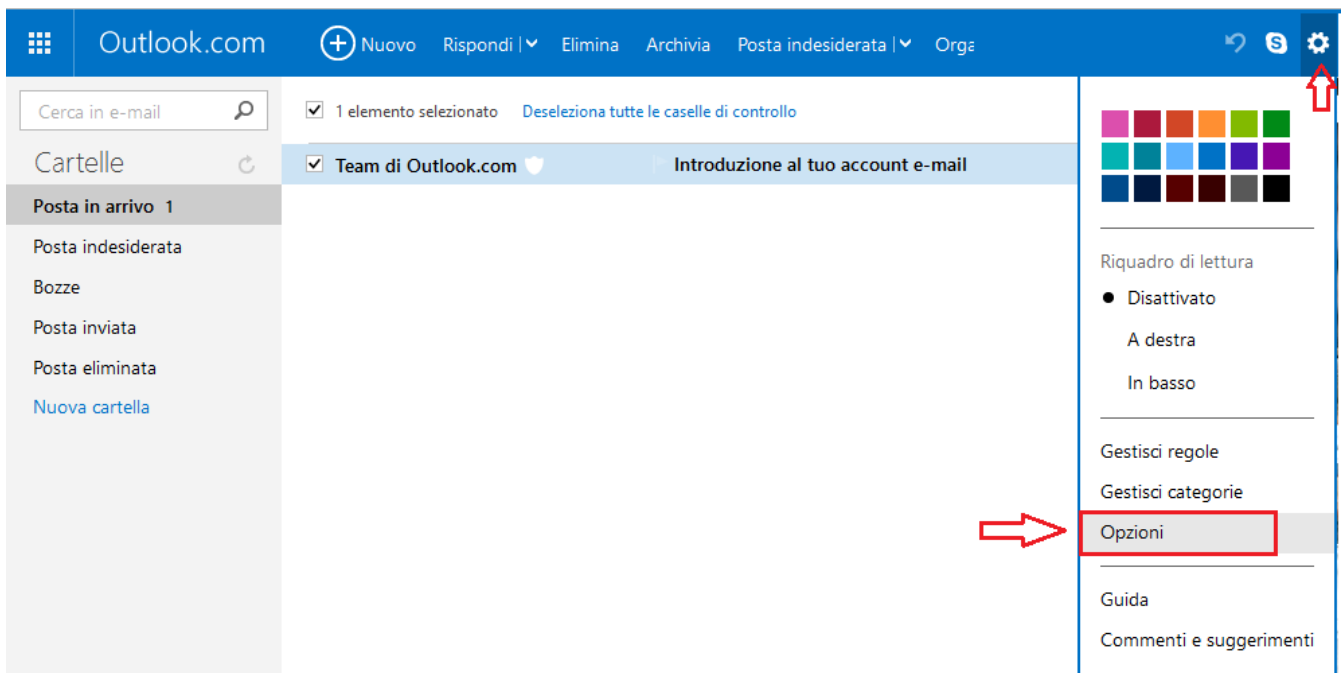 Outlook.com
Nuovo Rispondi | Elimina Archivia Posta indesiderata | Orga
Cerca in e-mail
1 elemento selezionato Deseleziona tutte le caselle di controllo
Cartelle
Team di Outlook.com Introduzione al tuo account e-mail
Posta in arrivo 1
Posta indesiderata
Bozze
Posta inviata
Posta eliminata
Nuova cartella
Riquadro di lettura
Disattivato
A destra
In basso
Gestisci regole
Gestisci categorie
Opzioni
Guida
Commenti e suggerimenti